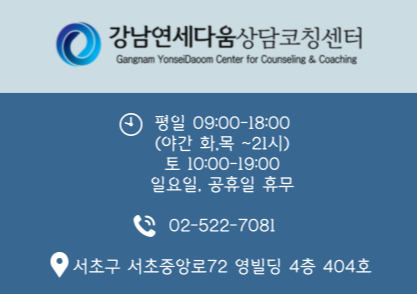 강남연세다움상담코칭센터
Gangnam YonseiDaoom Center for Counseling & Coaching
평일 09:00-18:00
(야간 화,목 ~21시)
토 10:00-19:00
일요일, 공휴일 휴무
02-522-7081
서초구 서초중앙로72 영빌딩 4층 404호